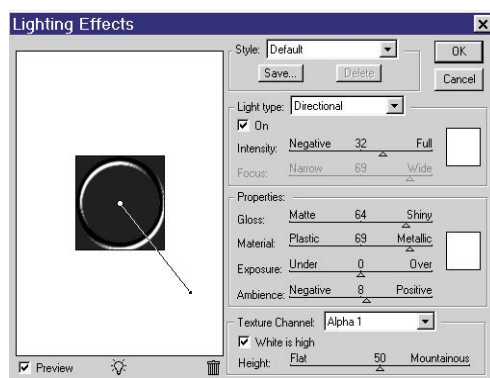 Lighting Effects
Style: Default
Save... Delete
OK
Cancel
Light type: Directional
On
Intensity: Negative 32 Full
Focus: Narrow 69 Wide
Properties:
Gloss: Matte 64 Shiny
Material: Plastic 69 Metallic
Exposure: Under 0 Over
Ambience: Negative 8 Positive
Texture Channel: Alpha 1
White is high
Height: Flat 50 Mountainous
Preview